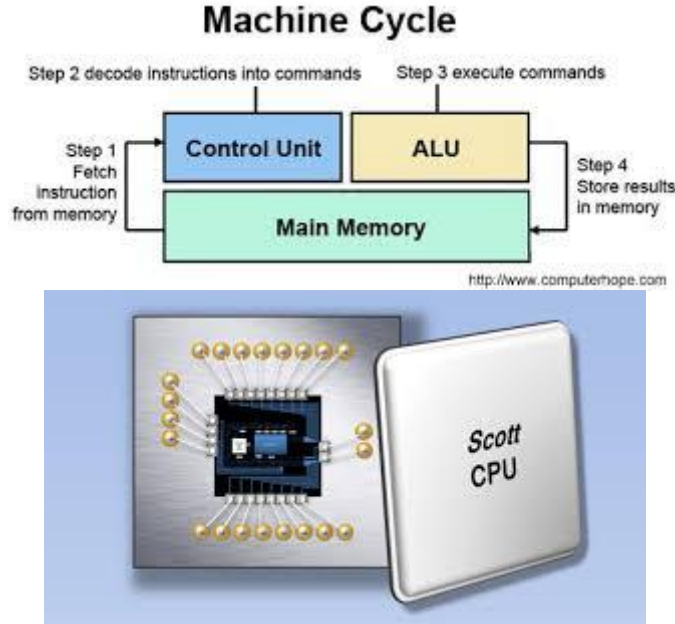 Machine Cycle
Step 2 decode instructions into commands
Step 3 execute commands
Control Unit
ALU
Step 1
Fetch
instruction
from memory
Step 4
Store results
in memory
Main Memory
http://www.computerhope.com
Scott
CPU